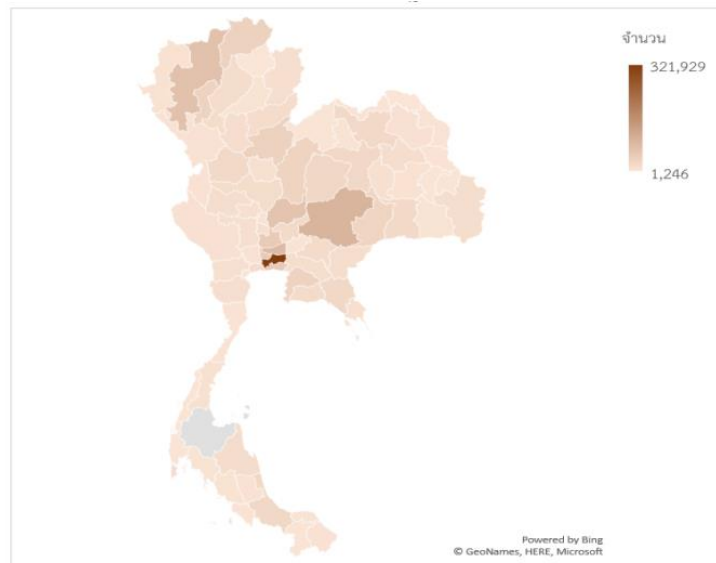 จำนวน
321,929
1,246
Powered by Bing
© GeoNames, HERE, Microsoft